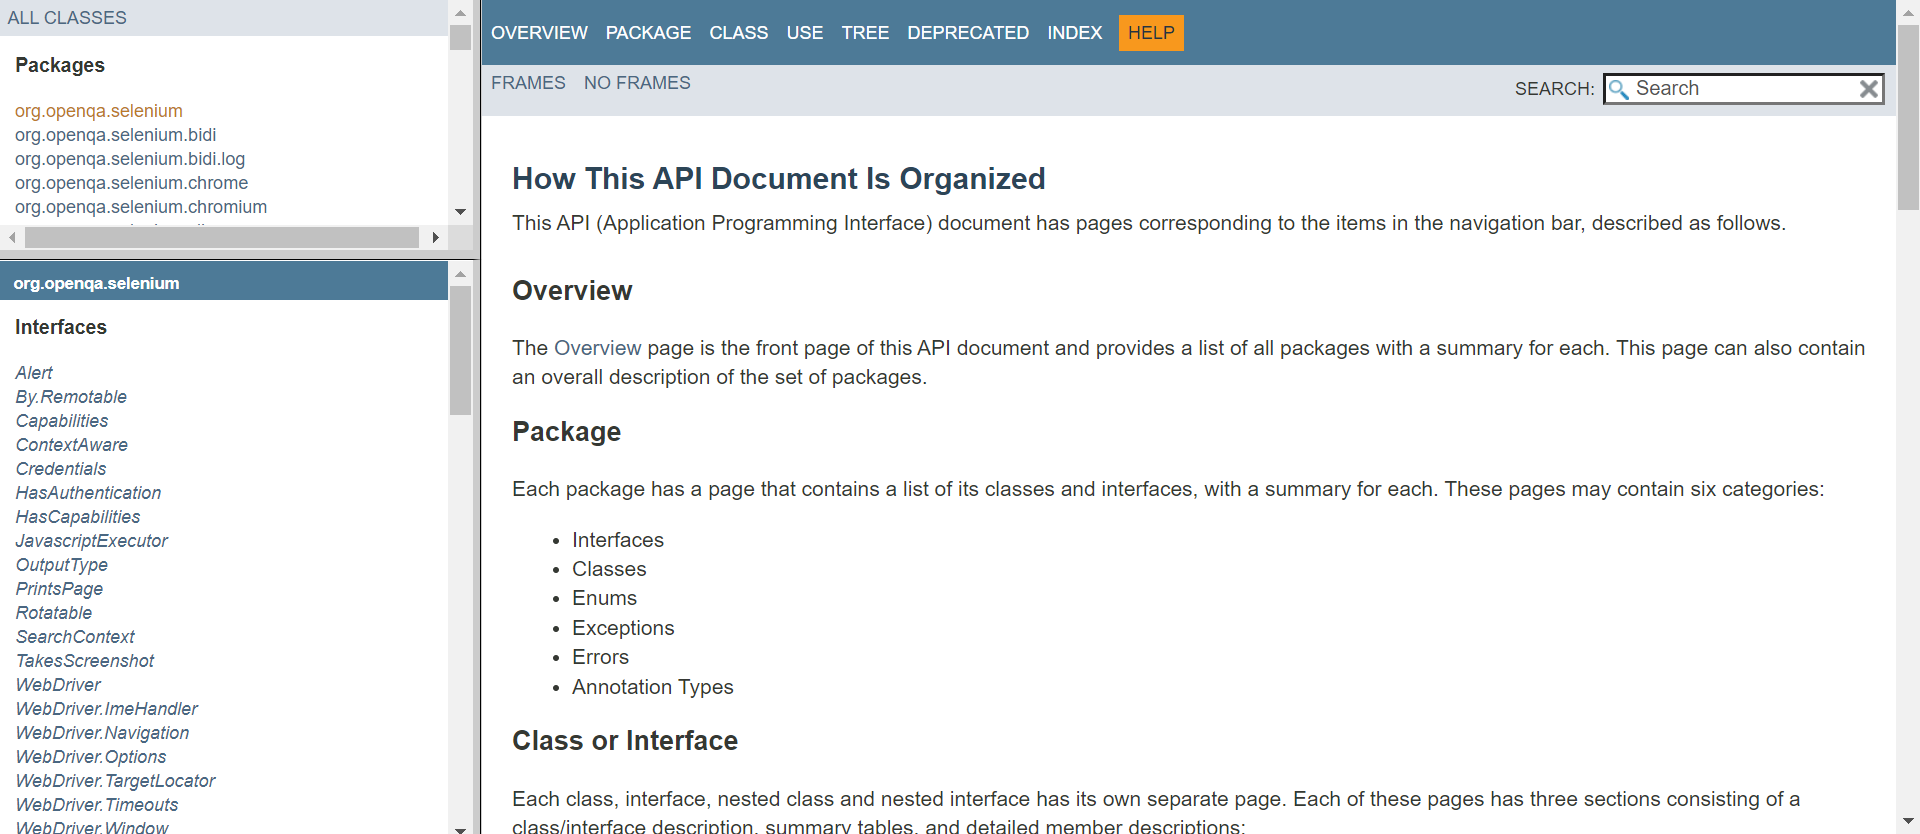 ALL CLASSES
Packages
org.openqa.selenium
org.openqa.selenium.bidi
org.openqa.selenium.bidi.log
org.openqa.selenium.chrome
org.openqa.selenium.chromium
org.openqa.selenium
Interfaces
Alert
By.Remotable
Capabilities
ContextAware
Credentials
HasAuthentication
HasCapabilities
JavascriptExecutor
OutputType
PrintsPage
Rotatable
SearchContext
TakesScreenshot
WebDriver
WebDriver.ImeHandler
WebDriver.Navigation
WebDriver.Options
WebDriver.TargetLocator
WebDriver.Timeouts
WebDriver.Window
OVERVIEW PACKAGE CLASS USE TREE DEPRECATED INDEX HELP
FRAMES NO FRAMES
SEARCH: Search
How This API Document Is Organized
This API (Application Programming Interface) document has pages corresponding to the items in the navigation bar, described as follows.
Overview
The Overview page is the front page of this API document and provides a list of all packages with a summary for each. This page can also contain
an overall description of the set of packages.
Package
Each package has a page that contains a list of its classes and interfaces, with a summary for each. These pages may contain six categories:
• Interfaces
• Classes
• Enums
• Exceptions
• Errors
• Annotation Types
Class or Interface
Each class, interface, nested class and nested interface has its own separate page. Each of these pages has three sections consisting of a
class/interface description, summary tables, and detailed member descriptions: